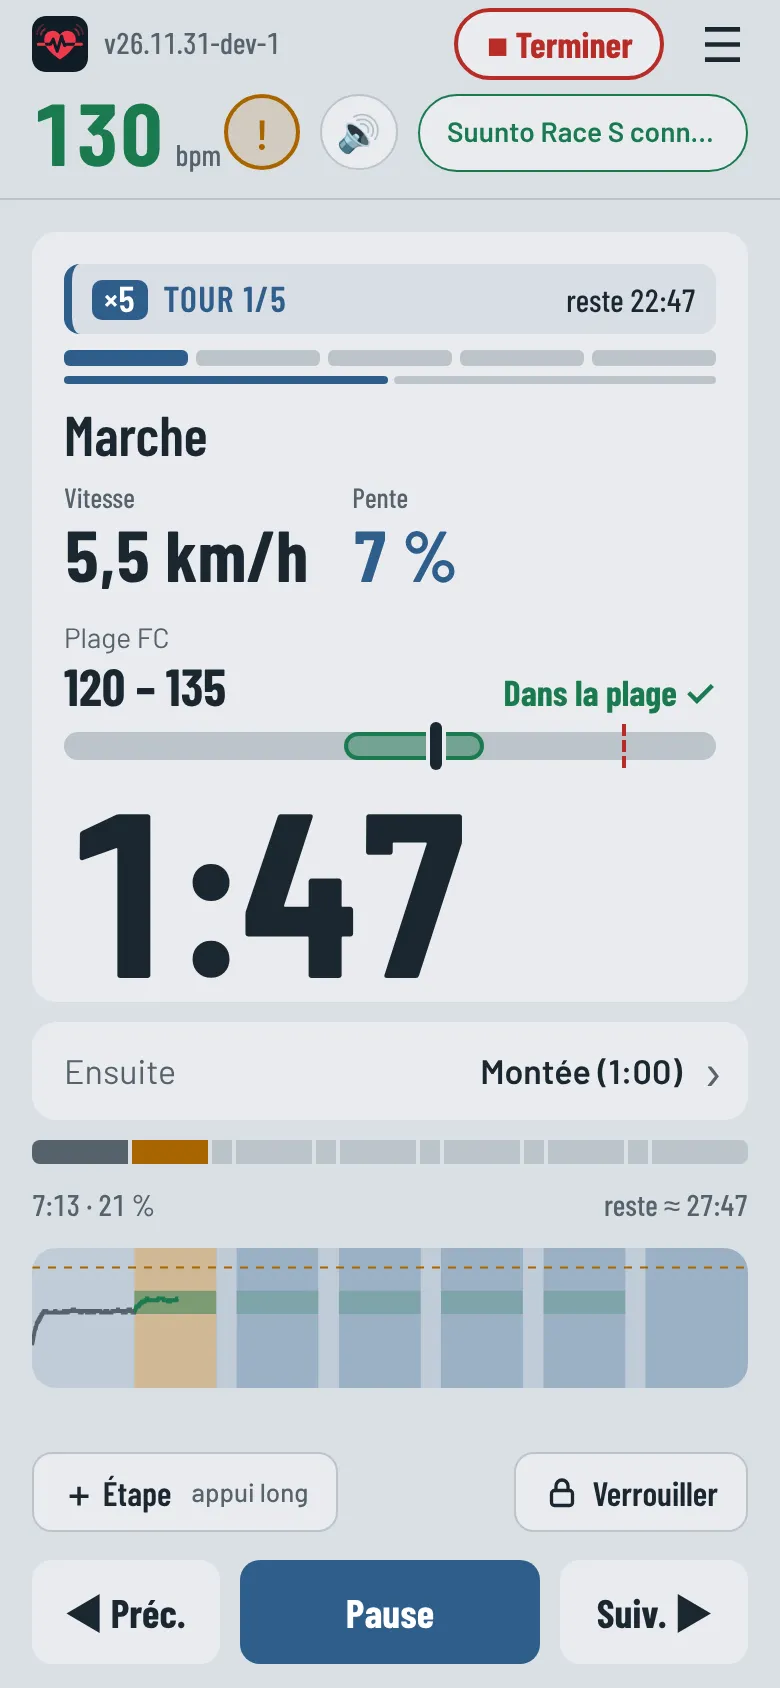 v26.11.31-dev-1
■ Terminer
130 bpm
!
Suunto Race S conn...
×5 TOUR 1/5
reste 22:47
Marche
Vitesse
Pente
5,5 km/h
7 %
Plage FC
120 – 135
Dans la plage ✓
1:47
Ensuite
Montée (1:00) ›
7:13 · 21 %
reste ≈ 27:47
+ Étape appui long
Verrouiller
◀ Préc.
Pause
Suiv. ▶